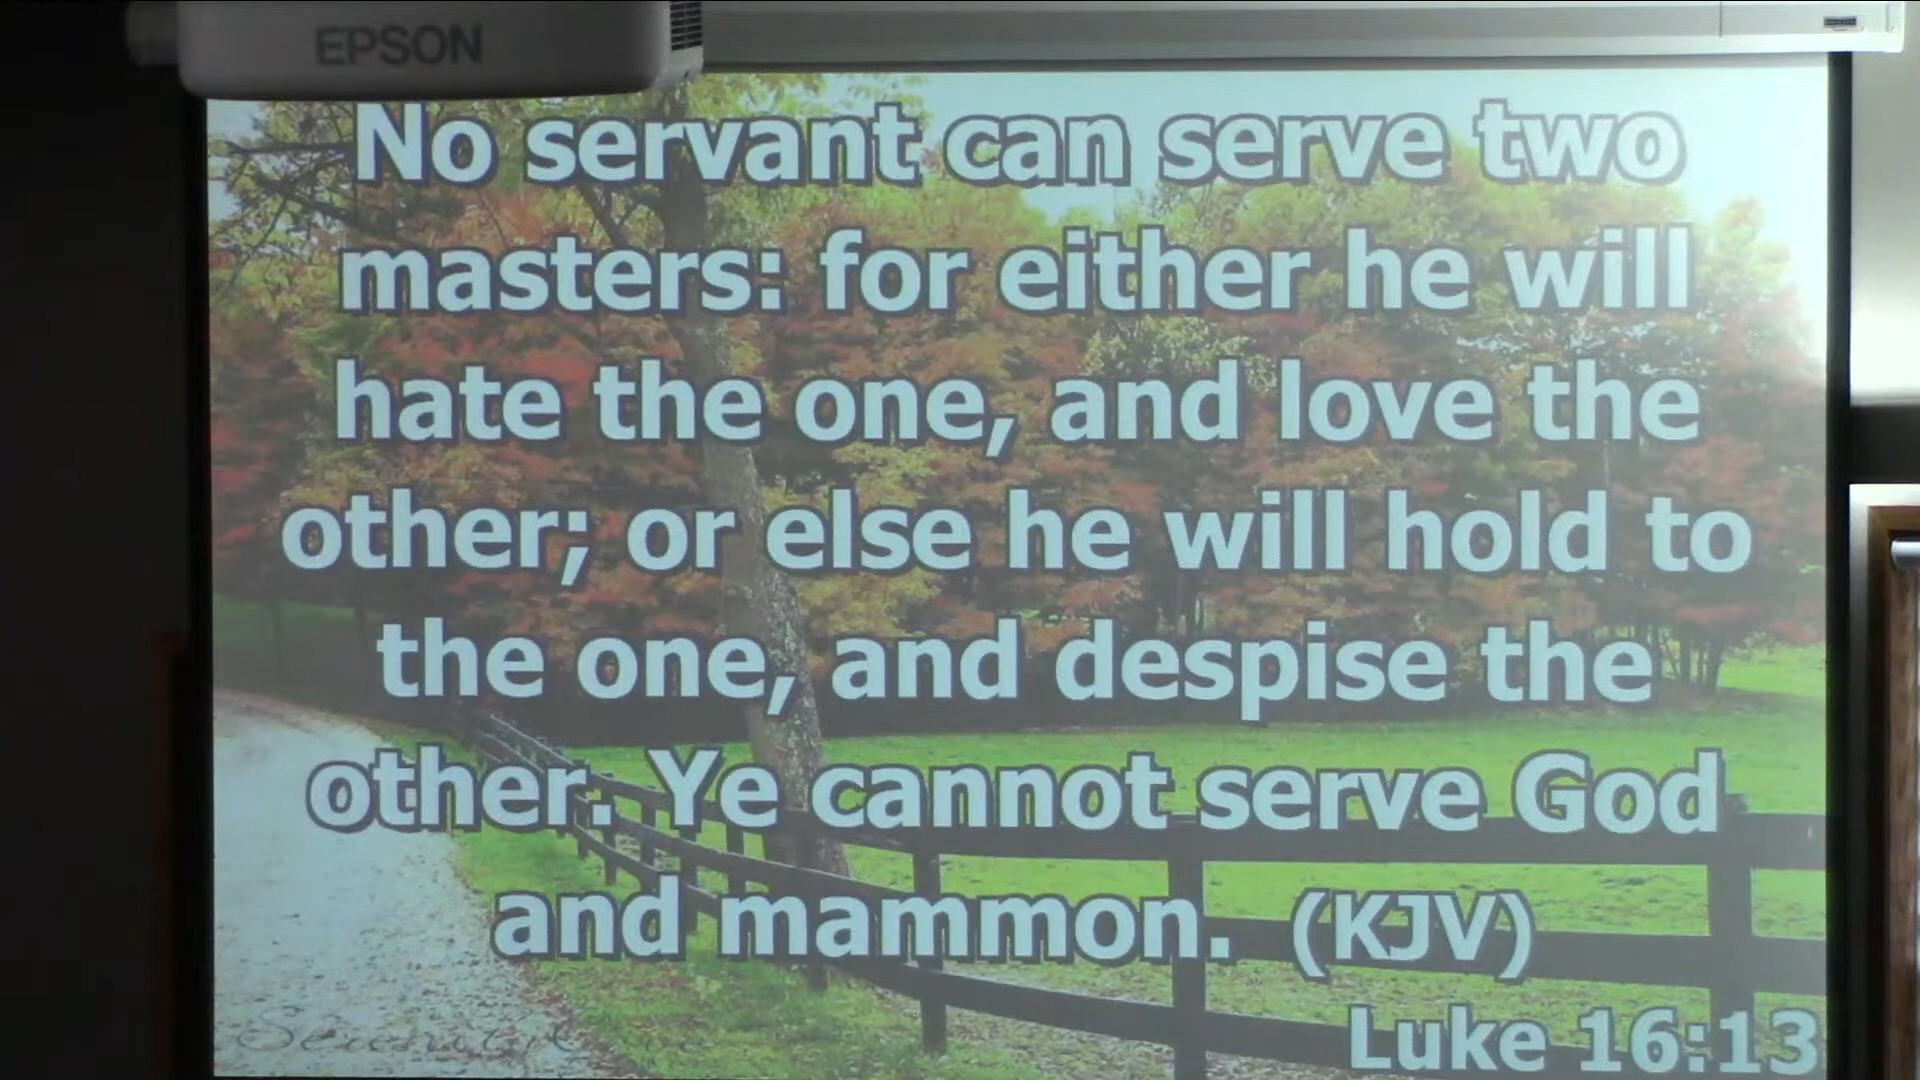 EPSON
No servant can serve two
masters: for either he will
hate the one, and love the
other; or else he will hold to
the one, and despise the
other. Ye cannot serve God
and mammon. (KJV)
Luke 16:13
Serenity